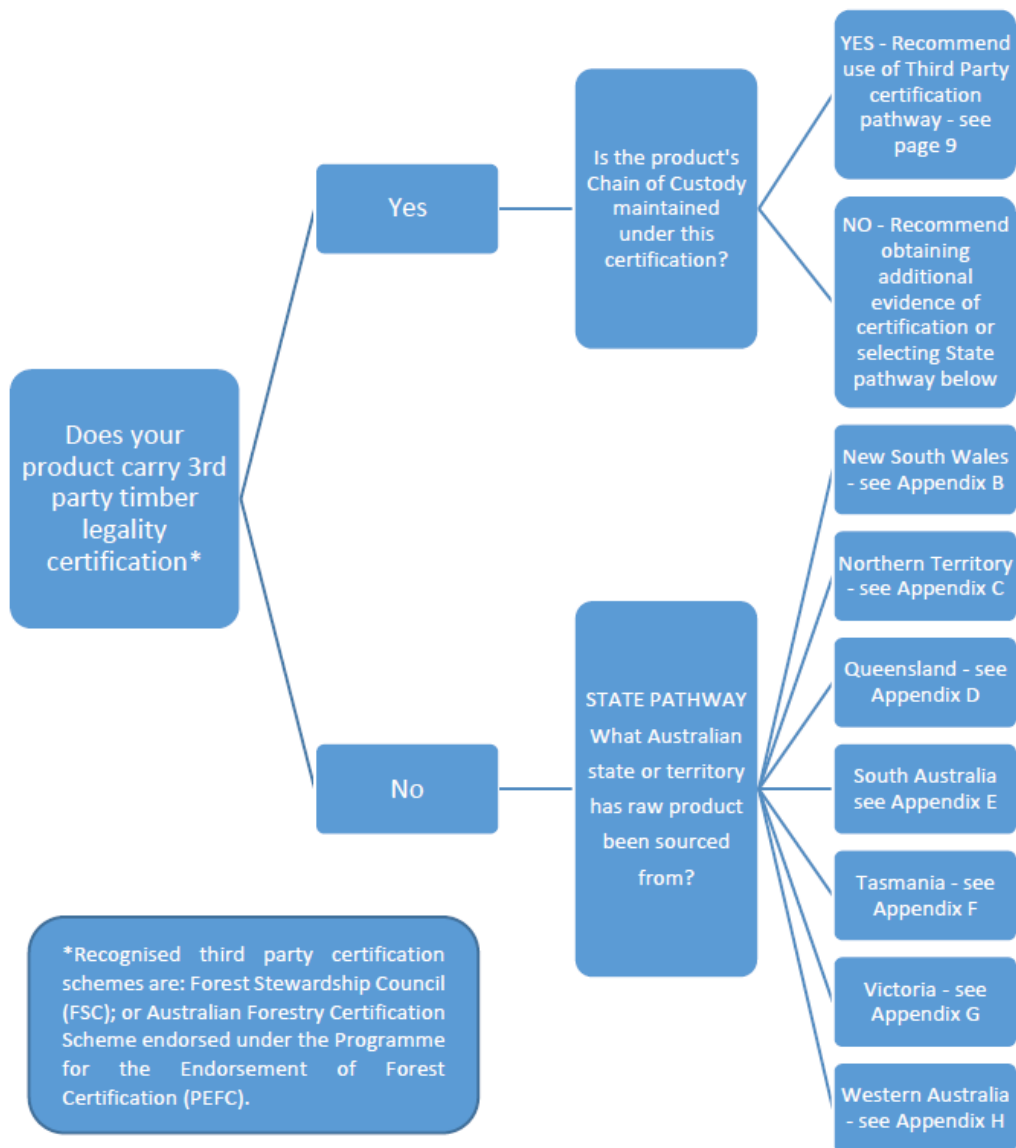 Does your
product carry 3rd
party timber
legality
certification*
Yes
Is the product's
Chain of Custody
maintained
under this
certification?
YES - Recommend
use of Third Party
certification
pathway - see
page 9
NO - Recommend
obtaining
additional
evidence of
certification or
selecting State
pathway below
No
STATE PATHWAY
What Australian
state or territory
has raw product
been sourced
from?
New South Wales
- see Appendix B
Northern Territory
- see Appendix C
Queensland - see
Appendix D
South Australia
see Appendix E
Tasmania - see
Appendix F
Victoria - see
Appendix G
Western Australia
- see Appendix H
*Recognised third party certification
schemes are: Forest Stewardship Council
(FSC); or Australian Forestry Certification
Scheme endorsed under the Programme
for the Endorsement of Forest
Certification (PEFC).